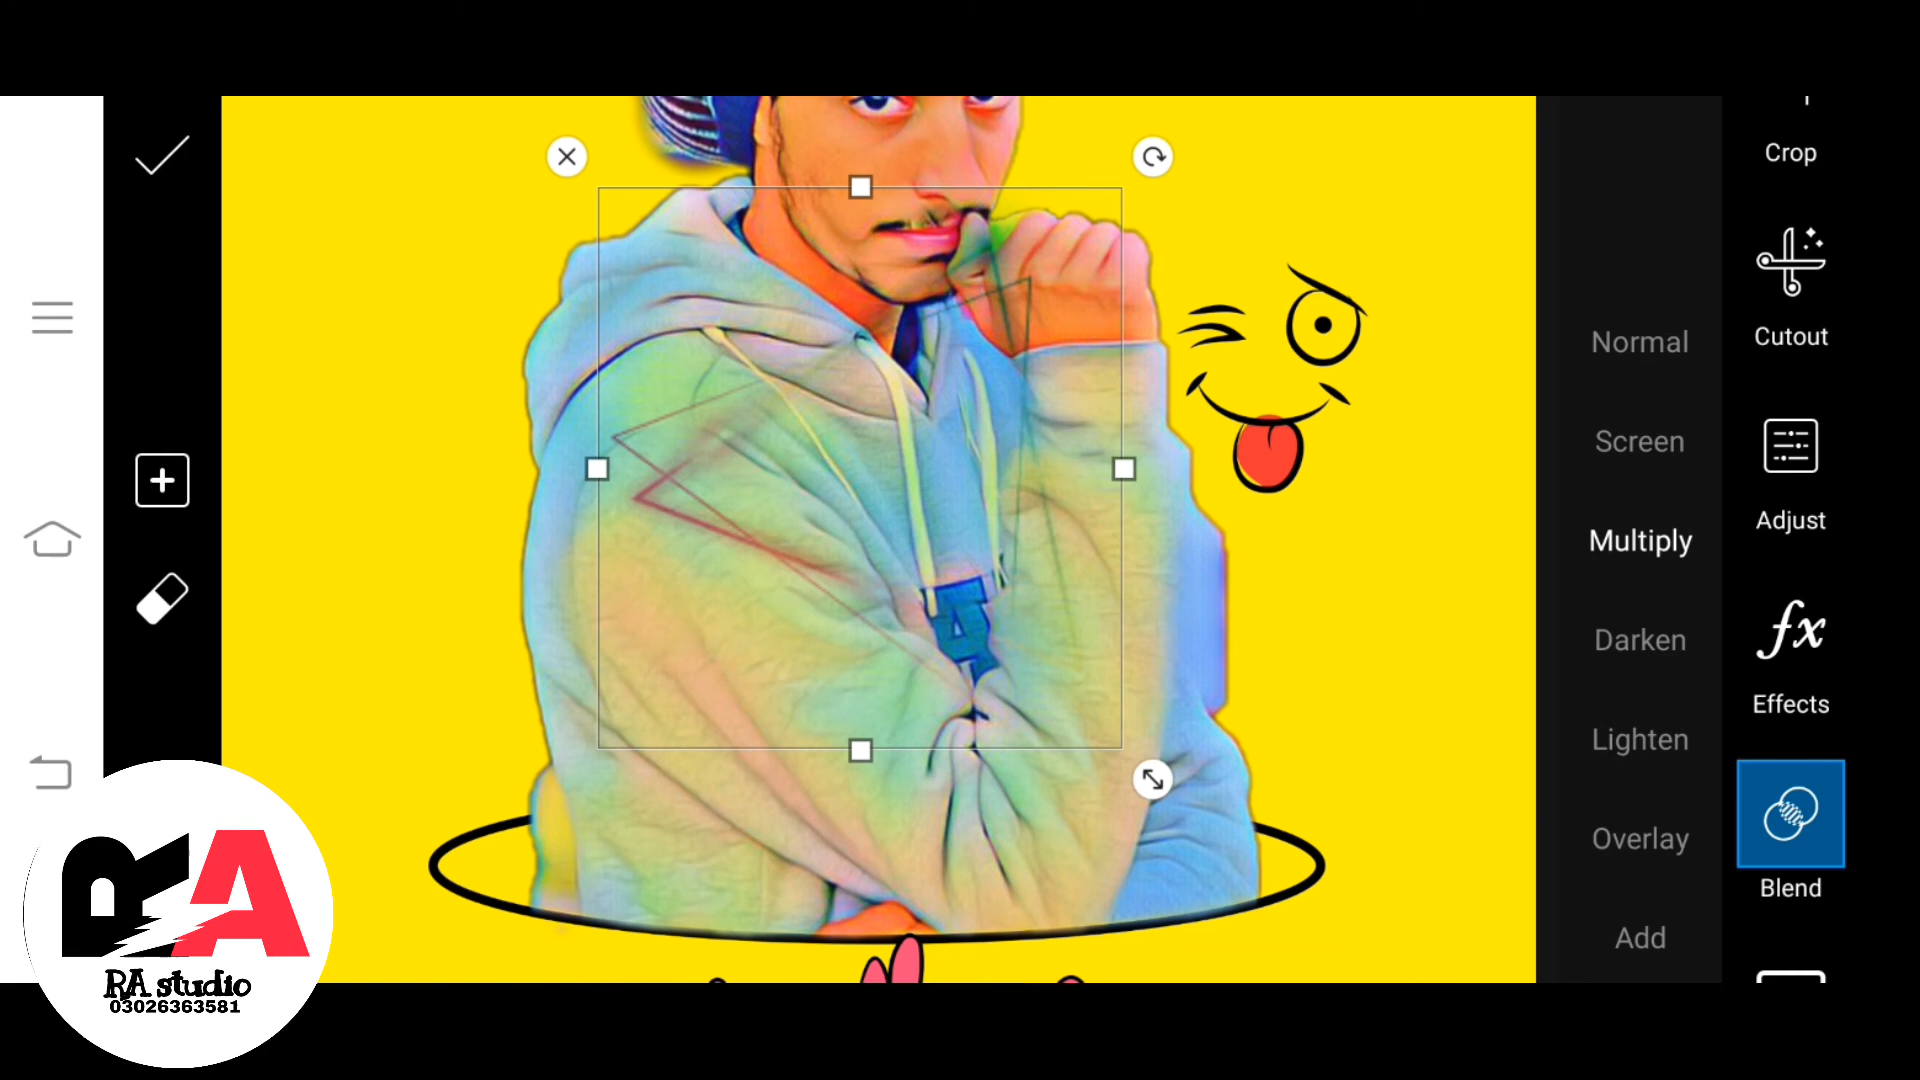 Crop
Cutout
Adjust
fx
Effects
Blend
Normal
Screen
Multiply
Darken
Lighten
Overlay
Add
RA
RA studio
03026363581